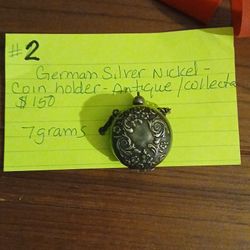 #2
German Silver Nickel -
Coin holder - Antique / collecta
$150
7grams